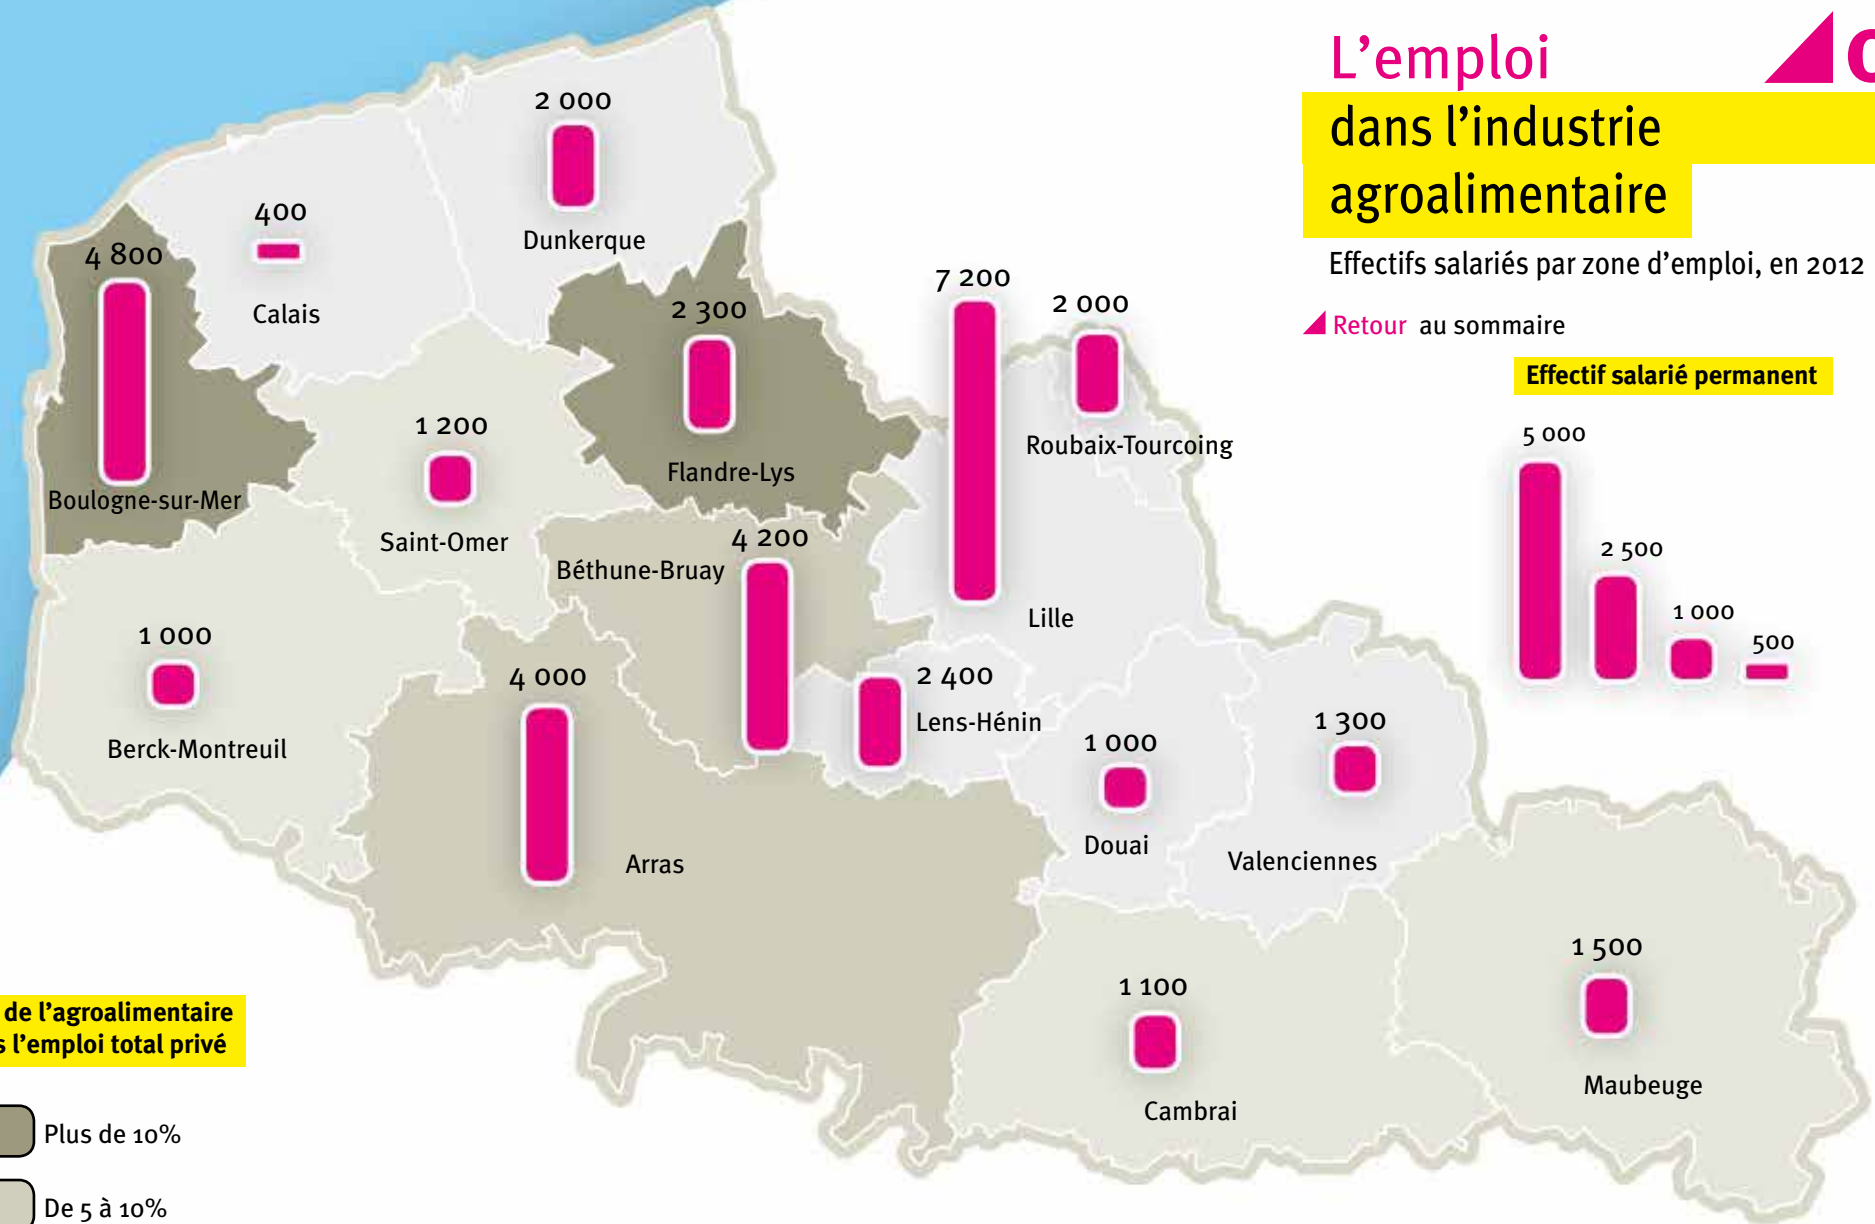 L’emploi
dans l’industrie
agroalimentaire
Effectifs salariés par zone d’emploi, en 2012
Retour au sommaire
Effectif salarié permanent
5 000
2 500
1 000
500
2 000
Dunkerque
400
Calais
4 800
Boulogne-sur-Mer
2 300
Flandre-Lys
7 200
Lille
2 000
Roubaix-Tourcoing
1 200
Saint-Omer
4 200
Béthune-Bruay
1 000
Berck-Montreuil
4 000
Arras
2 400
Lens-Hénin
1 000
Douai
1 300
Valenciennes
1 100
Cambrai
1 500
Maubeuge
de l’agroalimentaire
l’emploi total privé
Plus de 10%
De 5 à 10%